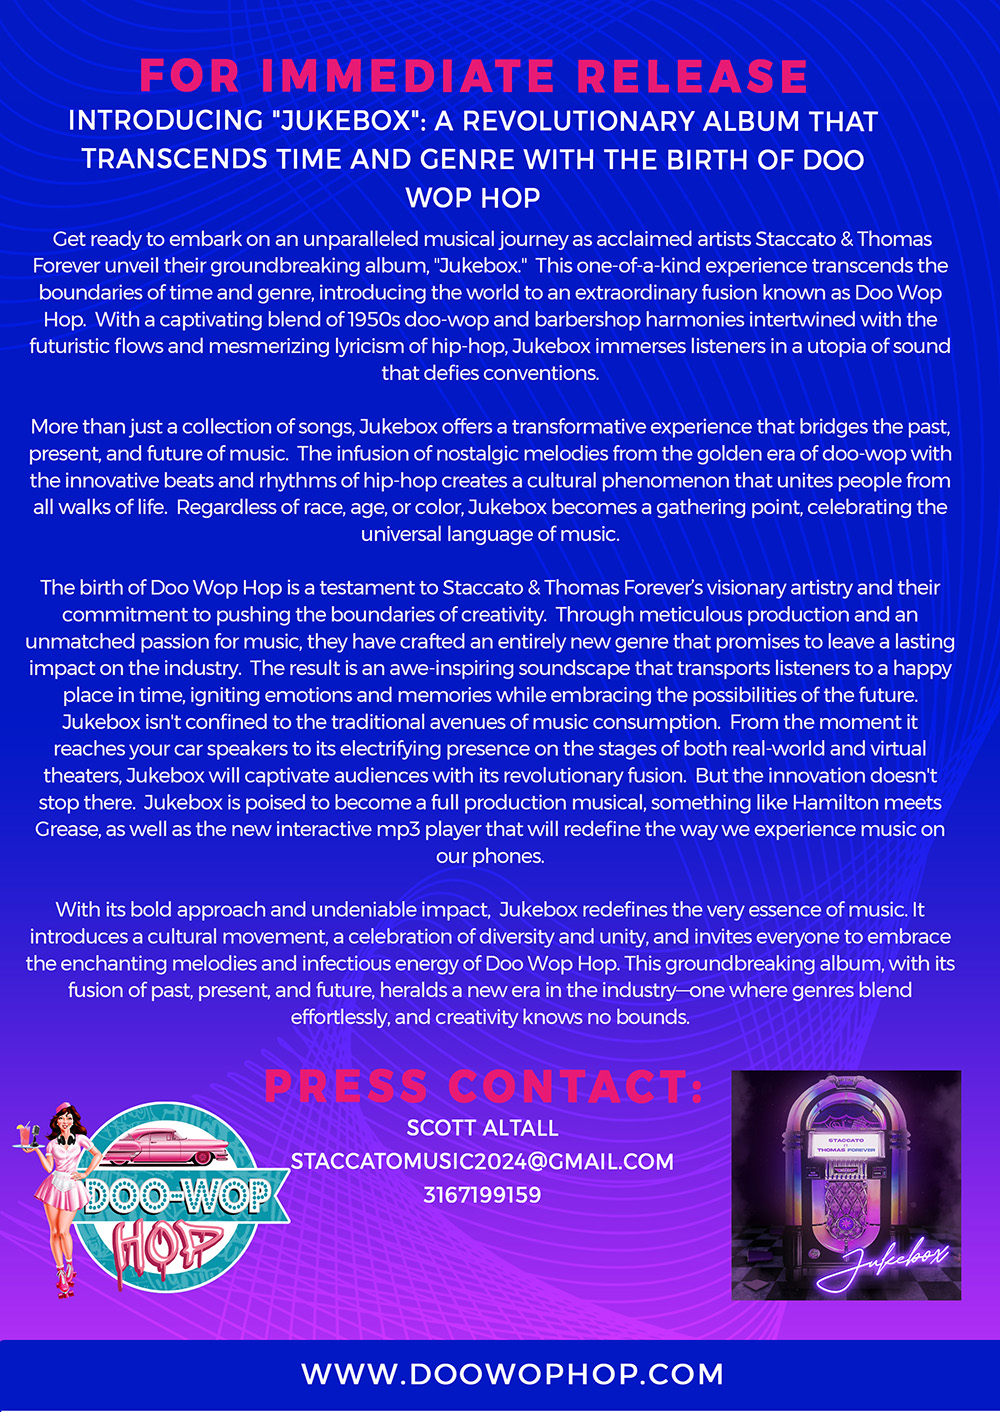 FOR IMMEDIATE RELEASE
INTRODUCING "JUKEBOX": A REVOLUTIONARY ALBUM THAT
TRANSCENDS TIME AND GENRE WITH THE BIRTH OF DOO
WOP HOP
Get ready to embark on an unparalleled musical journey as acclaimed artists Staccato & Thomas
Forever unveil their groundbreaking album, "Jukebox."  This one-of-a-kind experience transcends the
boundaries of time and genre, introducing the world to an extraordinary fusion known as Doo Wop
Hop.  With a captivating blend of 1950s doo-wop and barbershop harmonies intertwined with the
futuristic flows and mesmerizing lyricism of hip-hop, Jukebox immerses listeners in a utopia of sound
that defies conventions.
More than just a collection of songs, Jukebox offers a transformative experience that bridges the past,
present, and future of music.  The infusion of nostalgic melodies from the golden era of doo-wop with
the innovative beats and rhythms of hip-hop creates a cultural phenomenon that unites people from
all walks of life.  Regardless of race, age, or color, Jukebox becomes a gathering point, celebrating the
universal language of music.
The birth of Doo Wop Hop is a testament to Staccato & Thomas Forever’s visionary artistry and their
commitment to pushing the boundaries of creativity.  Through meticulous production and an
unmatched passion for music, they have crafted an entirely new genre that promises to leave a lasting
impact on the industry.  The result is an awe-inspiring soundscape that transports listeners to a happy
place in time, igniting emotions and memories while embracing the possibilities of the future.
Jukebox isn't confined to the traditional avenues of music consumption.  From the moment it
reaches your car speakers to its electrifying presence on the stages of both real-world and virtual
theaters, Jukebox will captivate audiences with its revolutionary fusion.  But the innovation doesn't
stop there.  Jukebox is poised to become a full production musical, something like Hamilton meets
Grease, as well as the new interactive mp3 player that will redefine the way we experience music on
our phones.
With its bold approach and undeniable impact,  Jukebox redefines the very essence of music. It
introduces a cultural movement, a celebration of diversity and unity, and invites everyone to embrace
the enchanting melodies and infectious energy of Doo Wop Hop. This groundbreaking album, with its
fusion of past, present, and future, heralds a new era in the industry—one where genres blend
effortlessly, and creativity knows no bounds.
PRESS CONTACT:
SCOTT ALTALL
STACCATOMUSIC2024@GMAIL.COM
3167199159
DOO-WOP
HOP
STACCATO
THOMAS FOREVER
Jukebox
WWW.DOOWOPHOP.COM